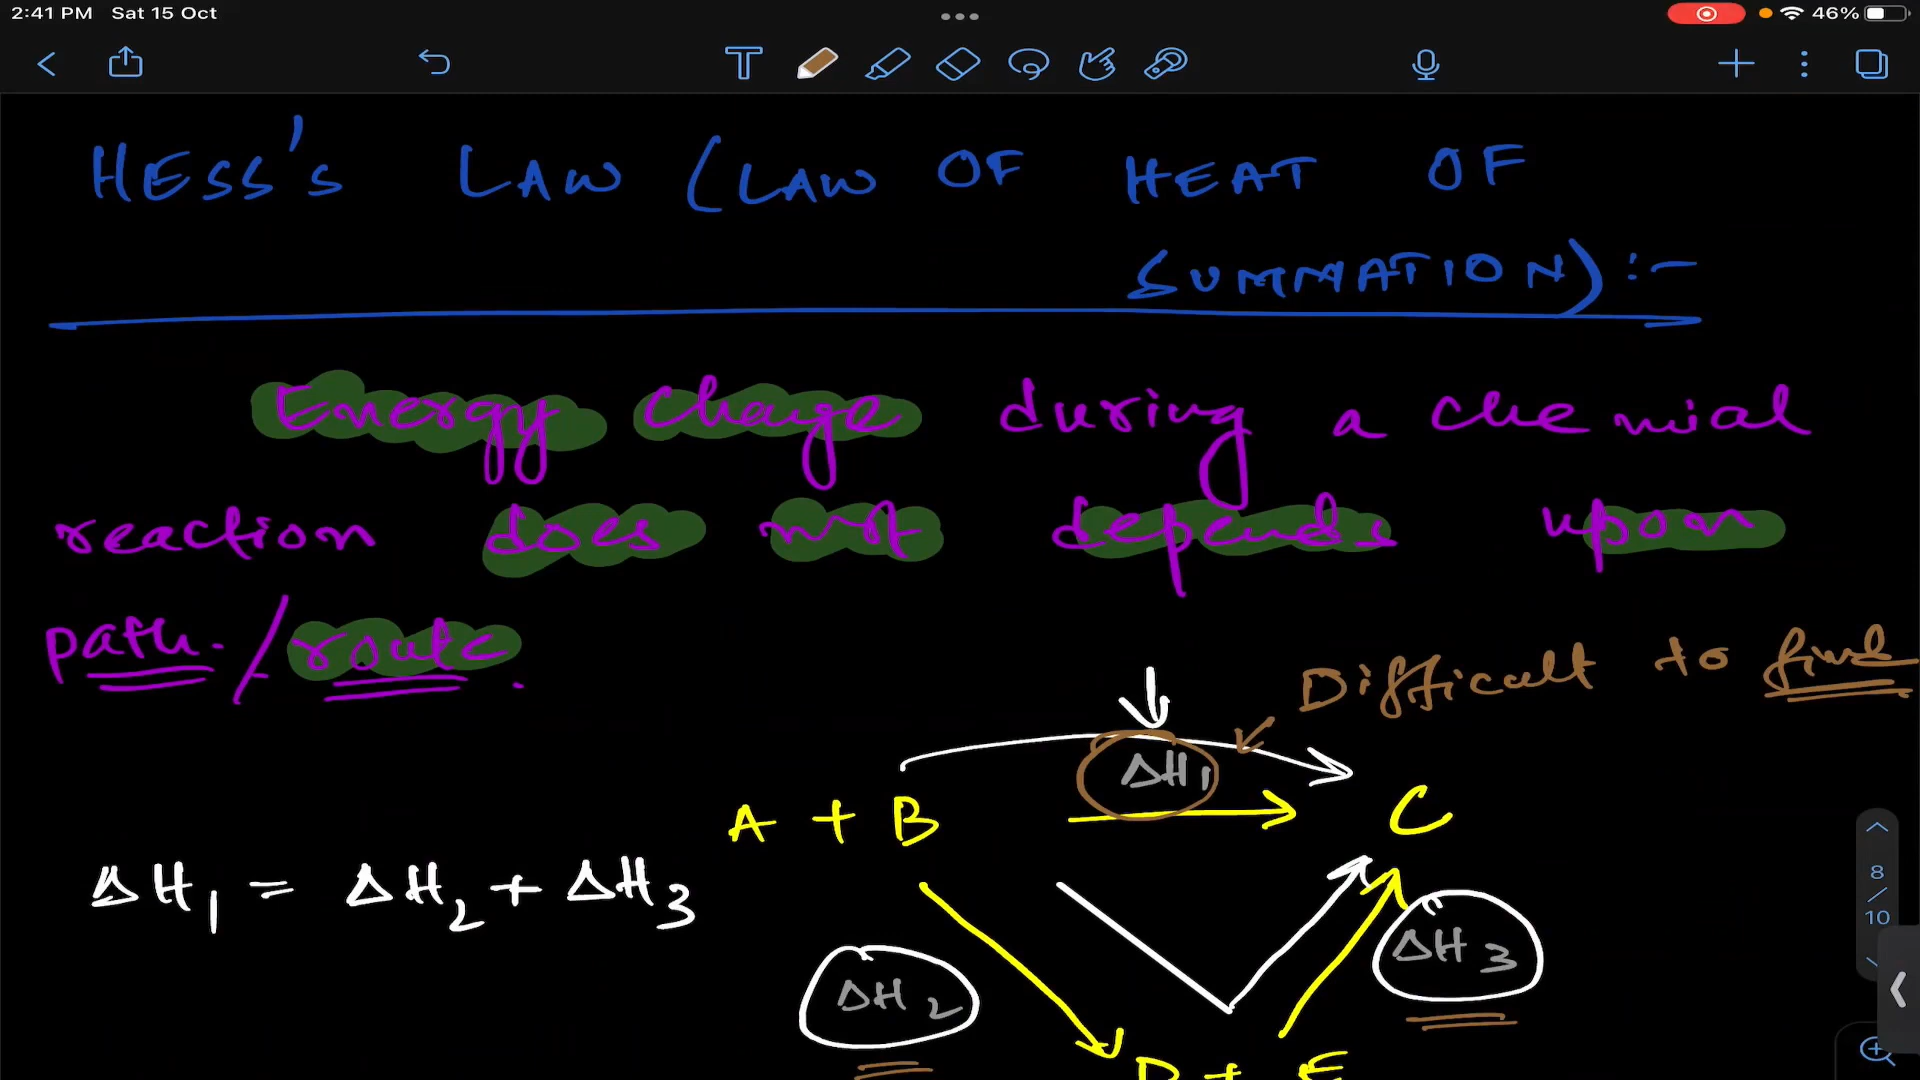 2:41 PM Sat 15 Oct
46%
HESS'S LAW (LAW OF HEAT OF
SUMMATION) :-
Energy change during a chemial
reaction does not depends upon
path / route.
Difficult to find
ΔH1
A + B C
ΔH1 = ΔH2 + ΔH3
ΔH3
ΔH2
D + E
8
/
10